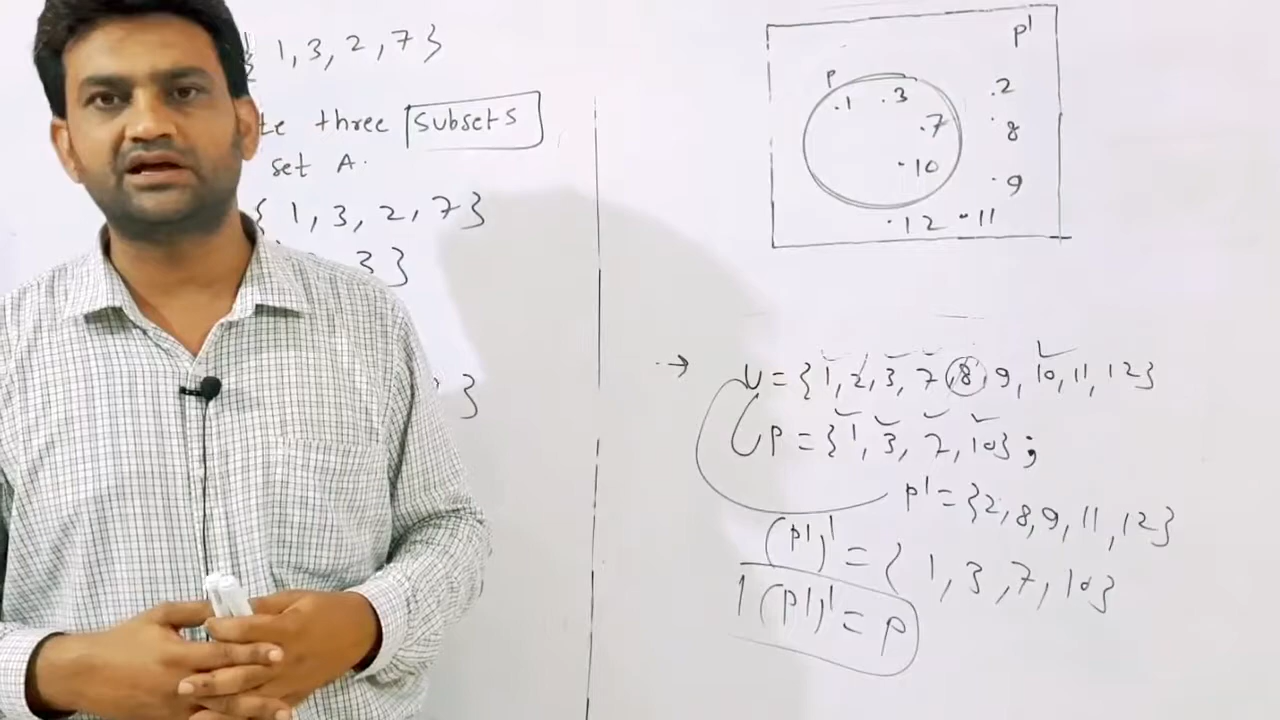 1, 3, 2, 7}
te three Subsets
set A.
{ 1, 3, 2, 7}
3}
}
P'
P
.1 .3
.2
.7
.8
.10
.9
.12 .11
→ U = {1, 2, 3, 7, 8, 9, 10, 11, 12}
P = {1, 3, 7, 10} ;
P' = {2, 8, 9, 11, 12}
(P')' = { 1, 3, 7, 10}
(P')' = P